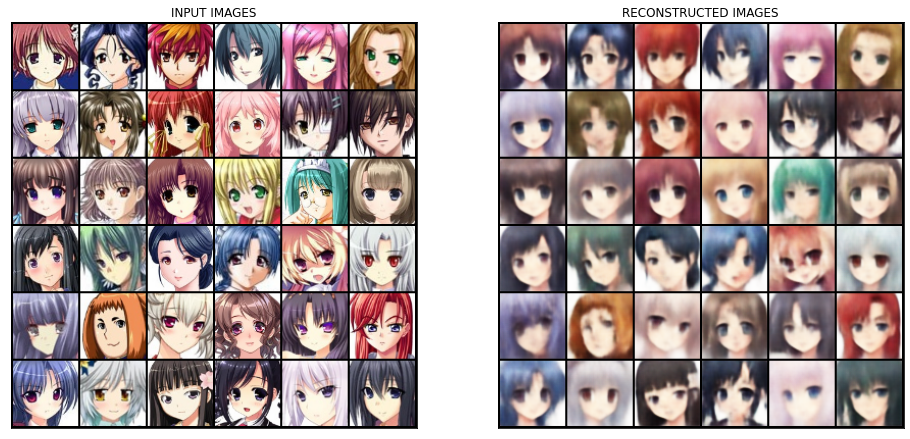 INPUT IMAGES
RECONSTRUCTED IMAGES